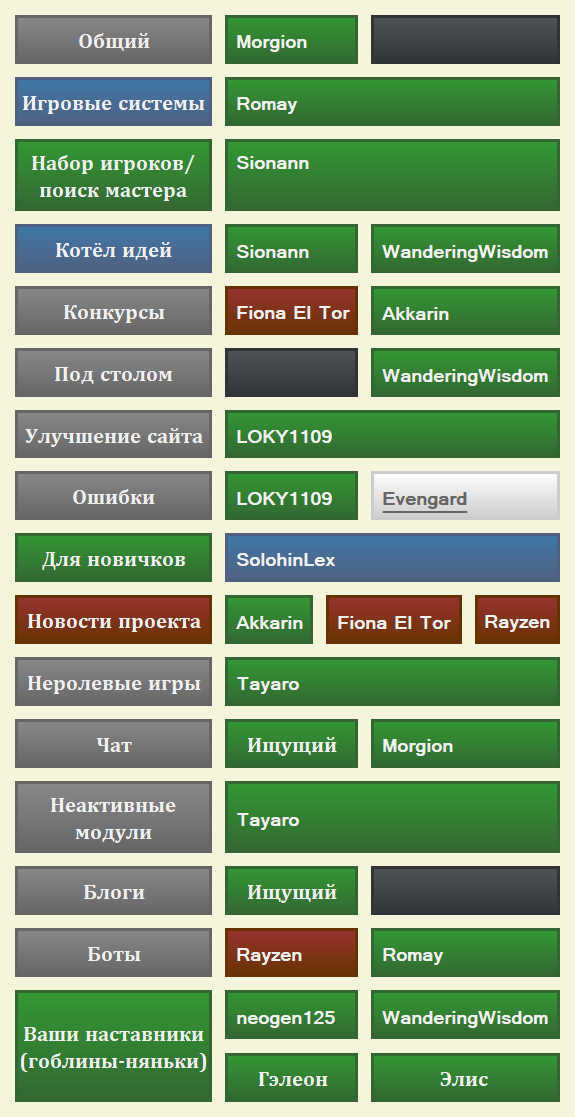 Общий Morgion
Игровые системы Romay
Набор игроков/
поиск мастера
Sionann
Котёл идей Sionann WanderingWisdom
Конкурсы Fiona El Tor Akkarin
Под столом WanderingWisdom
Улучшение сайта LOKY1109
Ошибки LOKY1109 Evengard
Для новичков SolohinLex
Новости проекта Akkarin Fiona El Tor Rayzen
Неролевые игры Tayaro
Чат Ищущий Morgion
Неактивные
модули
Tayaro
Блоги Ищущий
Боты Rayzen Romay
Ваши наставники
(гоблины-няньки)
neogen125 WanderingWisdom
Гэлеон Элис